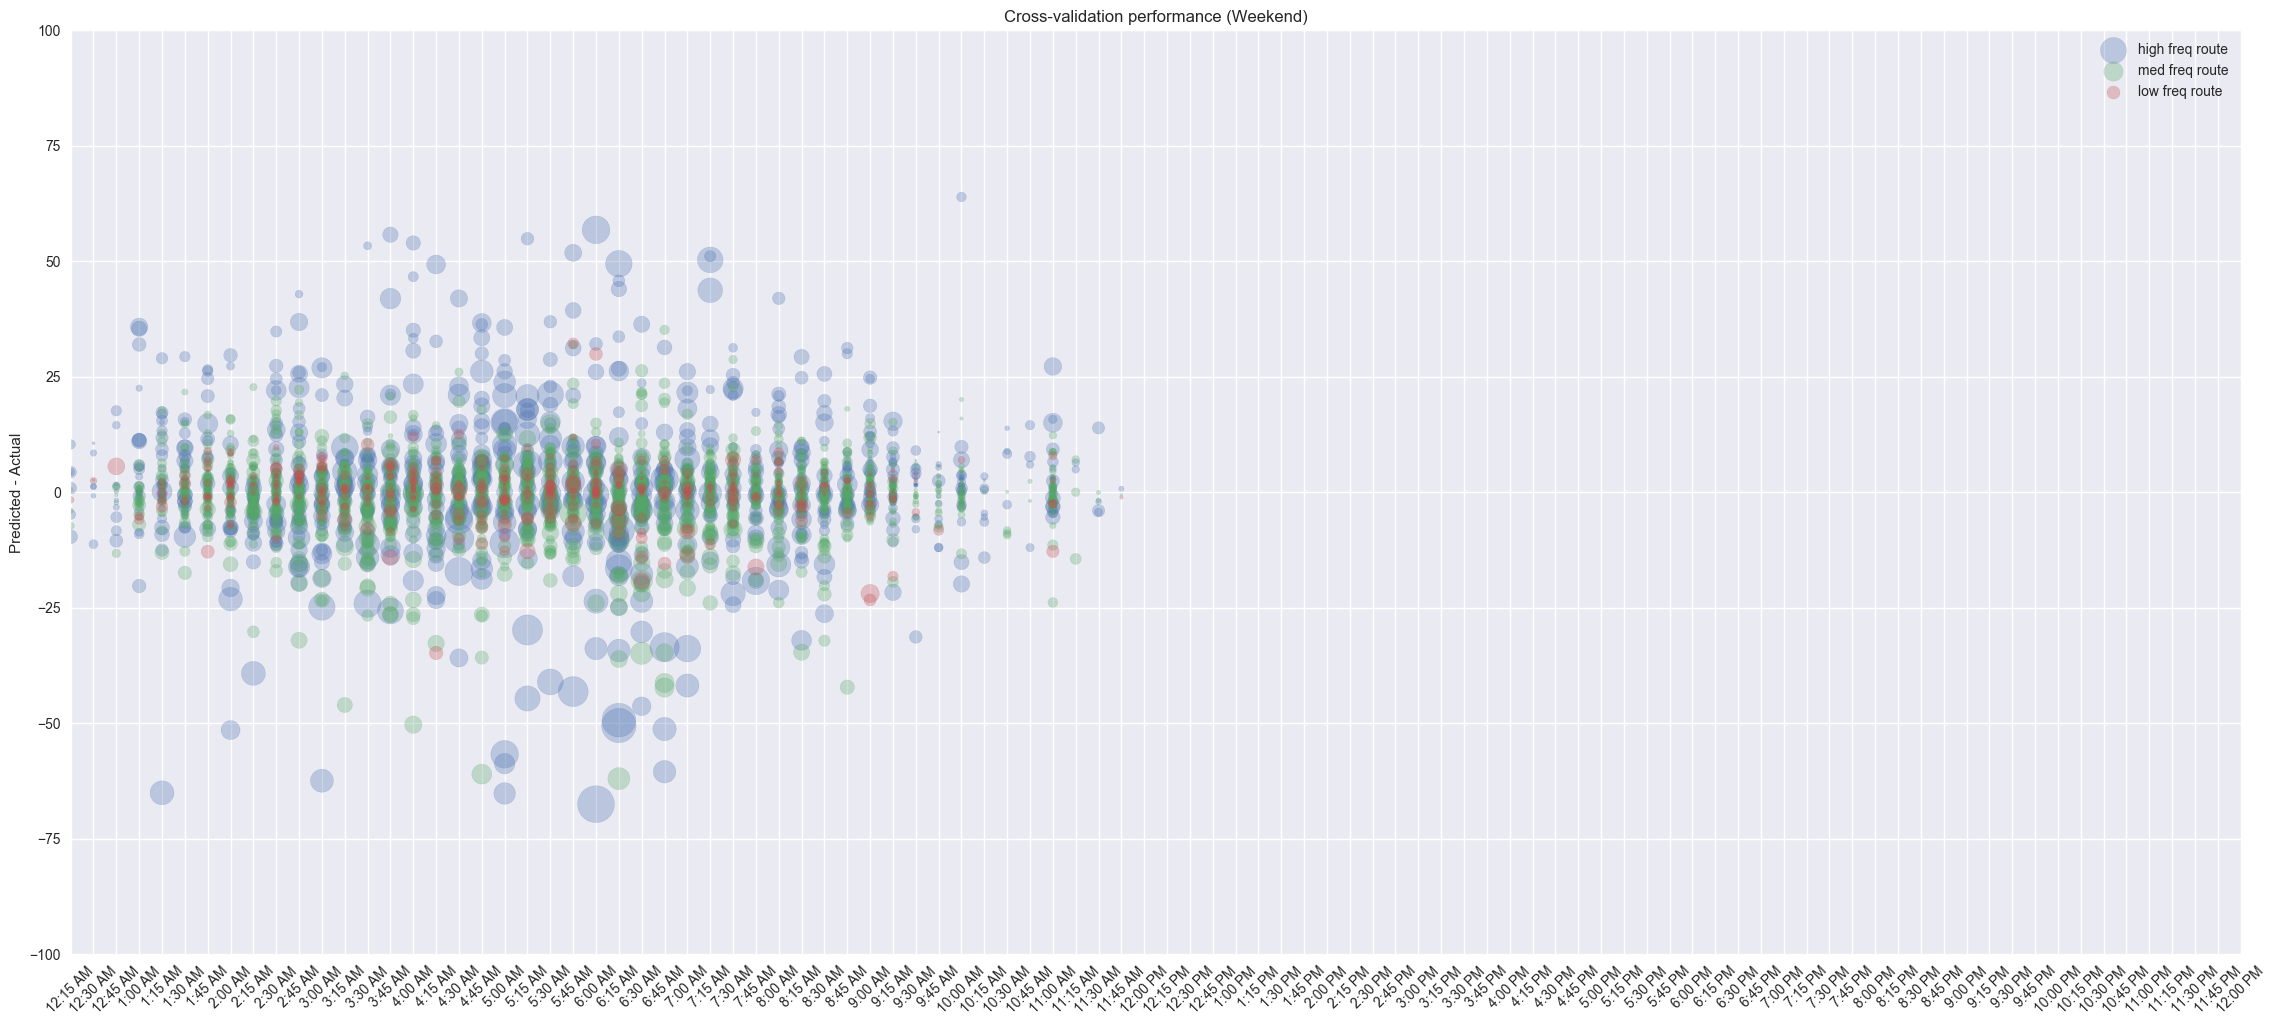 Cross-validation performance (Weekend)
100
75
50
25
0
−25
−50
−75
−100
Predicted - Actual
high freq route
med freq route
low freq route
12:15 AM
12:30 AM
12:45 AM
1:00 AM
1:15 AM
1:30 AM
1:45 AM
2:00 AM
2:15 AM
2:30 AM
2:45 AM
3:00 AM
3:15 AM
3:30 AM
3:45 AM
4:00 AM
4:15 AM
4:30 AM
4:45 AM
5:00 AM
5:15 AM
5:30 AM
5:45 AM
6:00 AM
6:15 AM
6:30 AM
6:45 AM
7:00 AM
7:15 AM
7:30 AM
7:45 AM
8:00 AM
8:15 AM
8:30 AM
8:45 AM
9:00 AM
9:15 AM
9:30 AM
9:45 AM
10:00 AM
10:15 AM
10:30 AM
10:45 AM
11:00 AM
11:15 AM
11:30 AM
11:45 AM
12:00 PM
12:15 PM
12:30 PM
12:45 PM
1:00 PM
1:15 PM
1:30 PM
1:45 PM
2:00 PM
2:15 PM
2:30 PM
2:45 PM
3:00 PM
3:15 PM
3:30 PM
3:45 PM
4:00 PM
4:15 PM
4:30 PM
4:45 PM
5:00 PM
5:15 PM
5:30 PM
5:45 PM
6:00 PM
6:15 PM
6:30 PM
6:45 PM
7:00 PM
7:15 PM
7:30 PM
7:45 PM
8:00 PM
8:15 PM
8:30 PM
8:45 PM
9:00 PM
9:15 PM
9:30 PM
9:45 PM
10:00 PM
10:15 PM
10:30 PM
10:45 PM
11:00 PM
11:15 PM
11:30 PM
11:45 PM
12:00 PM